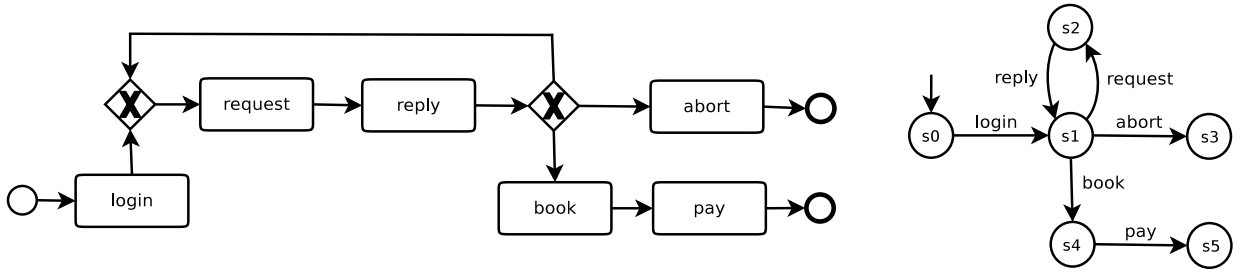 request
reply
abort
login
book
pay
X
X
s2
reply
request
s0
login
s1
abort
s3
book
s4
pay
s5